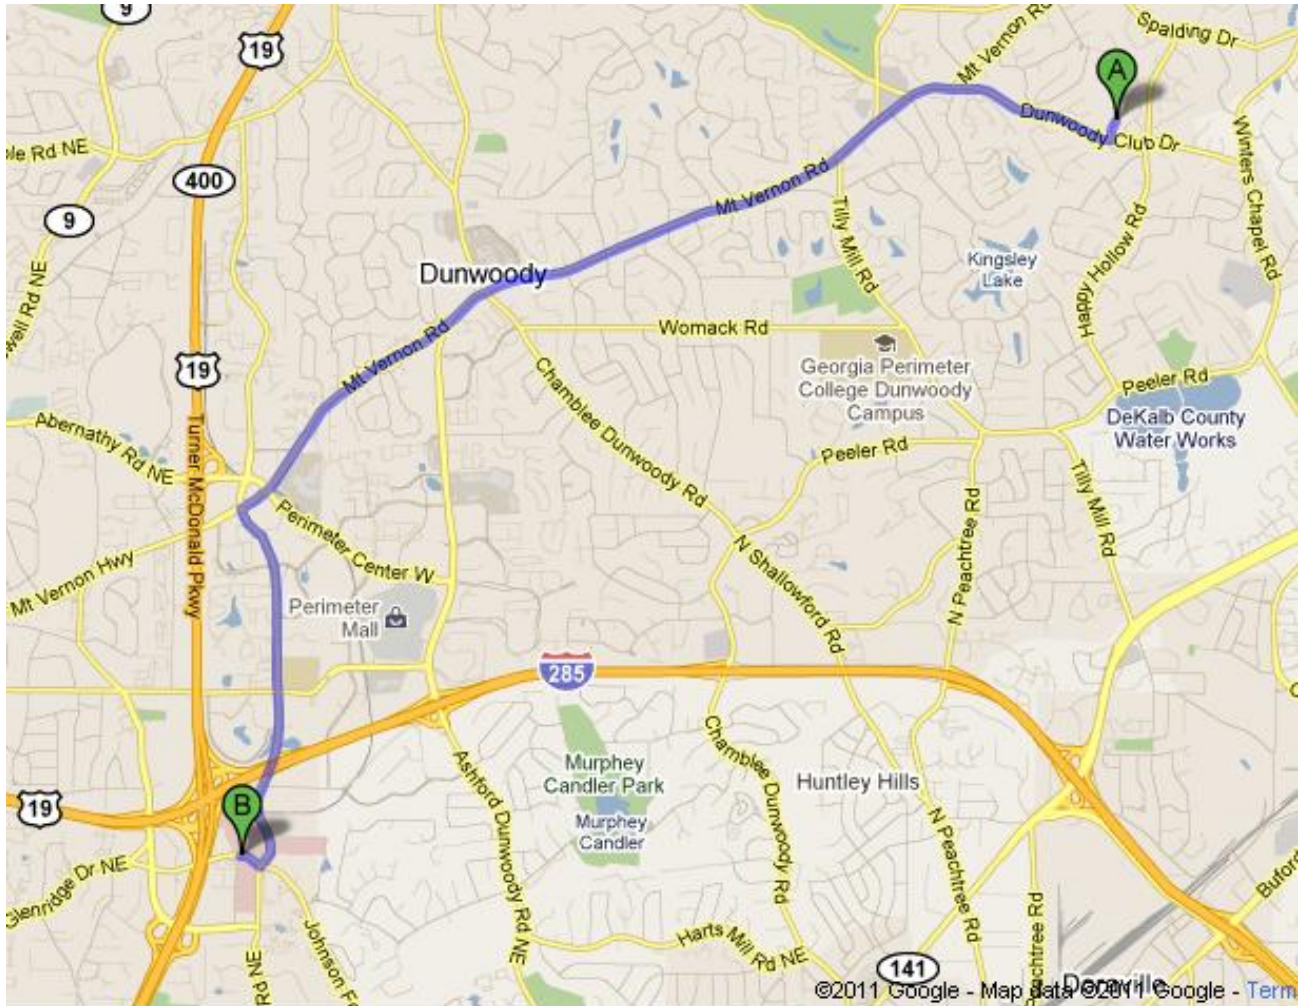 9
19
Mt Vernon Rd
Spalding Dr
A
Dunwoody Club Dr
Winters Chapel Rd
Rd NE
400
9
Mt Vernon Rd
Tilly Mill Rd
Kingsley
Lake
Happy Hollow Rd
Dunwoody
Rd NE
Womack Rd
Mt Vernon Rd
19
Georgia Perimeter
College Dunwoody
Campus
Chamblee Dunwoody Rd
Peeler Rd
DeKalb County
Water Works
Abernathy Rd NE
Turner McDonald Pkwy
Peeler Rd
Tilly Mill Rd
Perimeter Center W
N Peachtree Rd
N Shallowford Rd
Mt Vernon Hwy
N Peachtree Rd
Perimeter
Mall
285
Chamblee Dunwoody Rd
Ashford Dunwoody Rd NE
Murphey
Candler Park
Huntley Hills
19
B
Murphey
Candler
N Peachtree Rd
Glenridge Dr NE
Buford
Johnson F
Rd NE
Harts Mill Rd NE
Peachtree Rd
141
Doraville
©2011 Google - Map data ©2011 Google - Term